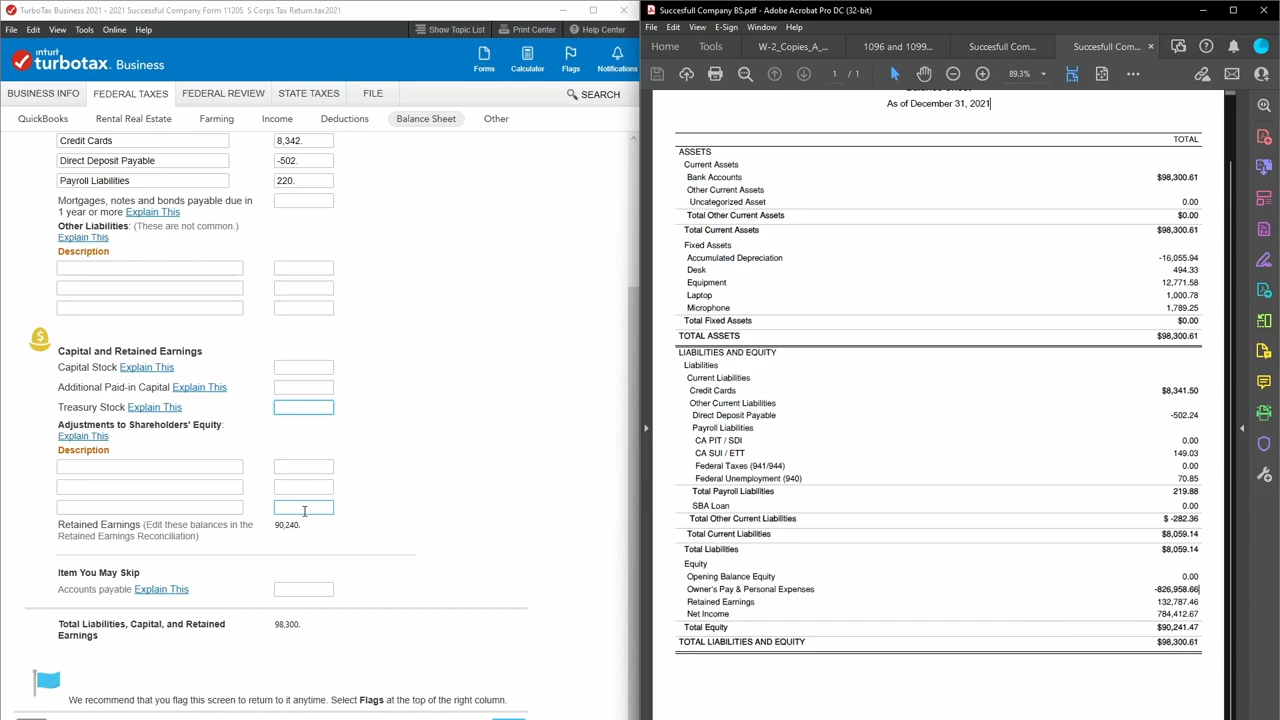 TurboTax Business 2021 - 2021 Successful Company Form 1120S S Corps Tax Return.tax2021
File Edit View Tools Online Help
Show Topic List Print Center Help Center
intuit
turbotax. Business
Forms Calculator Flags Notifications
BUSINESS INFO FEDERAL TAXES FEDERAL REVIEW STATE TAXES FILE SEARCH
QuickBooks Rental Real Estate Farming Income Deductions Balance Sheet Other
Credit Cards 8,342.
Direct Deposit Payable -502.
Payroll Liabilities 220.
Mortgages, notes and bonds payable due in
1 year or more Explain This
Other Liabilities: (These are not common.)
Explain This
Description
Capital and Retained Earnings
Capital Stock Explain This
Additional Paid-in Capital Explain This
Treasury Stock Explain This
Adjustments to Shareholders' Equity:
Explain This
Description
Retained Earnings (Edit these balances in the 90,240.
Retained Earnings Reconciliation)
Item You May Skip
Accounts payable Explain This
Total Liabilities, Capital, and Retained 98,300.
Earnings
We recommend that you flag this screen to return to it anytime. Select Flags at the top of the right column.
Succesfull Company BS.pdf - Adobe Acrobat Pro DC (32-bit)
File Edit View E-Sign Window Help
Home Tools W-2_Copies_A_... 1096 and 1099... Succesfull Com... Succesfull Com...
1 / 1 89.3%
Balance Sheet
As of December 31, 2021
TOTAL
ASSETS
Current Assets
Bank Accounts $98,300.61
Other Current Assets
Uncategorized Asset 0.00
Total Other Current Assets $0.00
Total Current Assets $98,300.61
Fixed Assets
Accumulated Depreciation -16,055.94
Desk 494.33
Equipment 12,771.58
Laptop 1,000.78
Microphone 1,789.25
Total Fixed Assets $0.00
TOTAL ASSETS $98,300.61
LIABILITIES AND EQUITY
Liabilities
Current Liabilities
Credit Cards $8,341.50
Other Current Liabilities
Direct Deposit Payable -502.24
Payroll Liabilities
CA PIT / SDI 0.00
CA SUI / ETT 149.03
Federal Taxes (941/944) 0.00
Federal Unemployment (940) 70.85
Total Payroll Liabilities 219.88
SBA Loan 0.00
Total Other Current Liabilities $ -282.36
Total Current Liabilities $8,059.14
Total Liabilities $8,059.14
Equity
Opening Balance Equity 0.00
Owner's Pay & Personal Expenses -826,958.66
Retained Earnings 132,787.46
Net Income 784,412.67
Total Equity $90,241.47
TOTAL LIABILITIES AND EQUITY $98,300.61